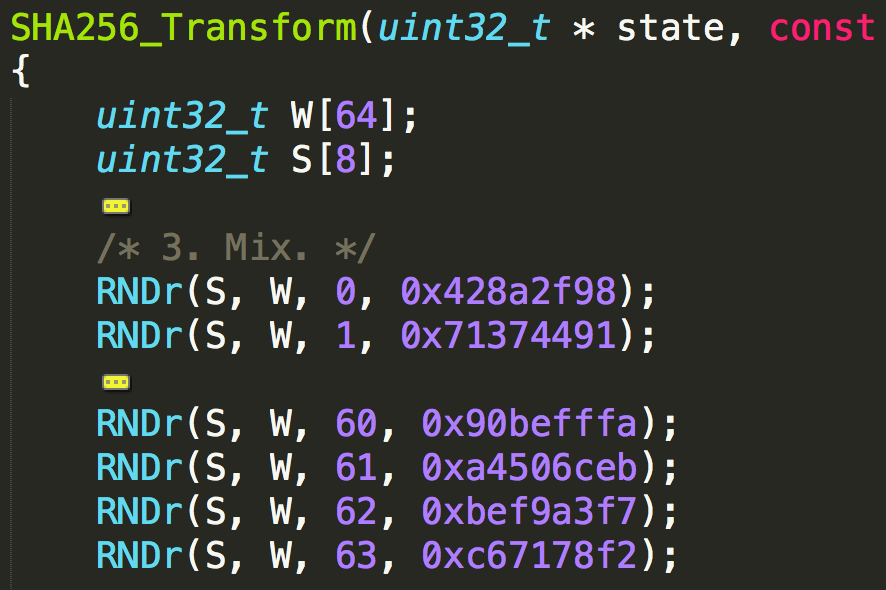 SHA256_Transform(uint32_t * state, const
{
uint32_t W[64];
uint32_t S[8];
/* 3. Mix. */
RNDr(S, W, 0, 0x428a2f98);
RNDr(S, W, 1, 0x71374491);
RNDr(S, W, 60, 0x90befffa);
RNDr(S, W, 61, 0xa4506ceb);
RNDr(S, W, 62, 0xbef9a3f7);
RNDr(S, W, 63, 0xc67178f2);